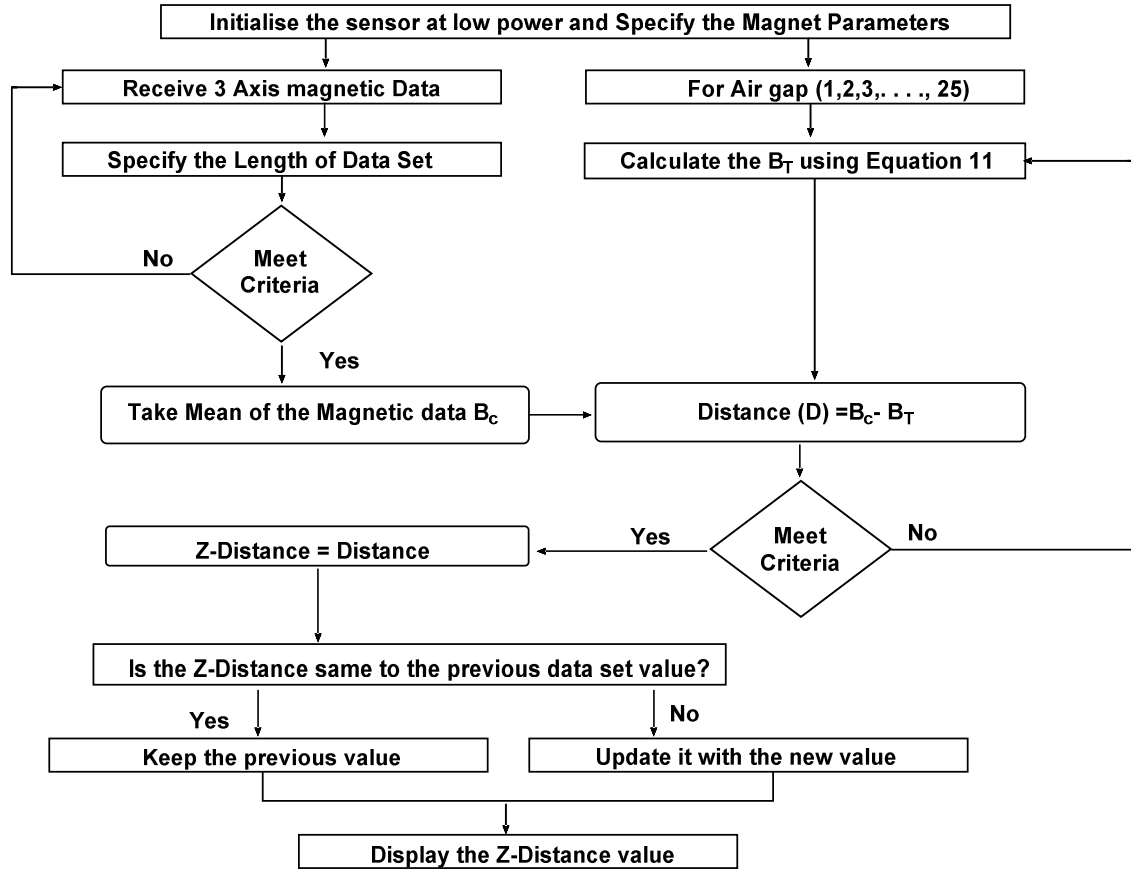 Initialise the sensor at low power and Specify the Magnet Parameters
Receive 3 Axis magnetic Data
For Air gap (1,2,3,. . . ., 25)
Specify the Length of Data Set
Calculate the B_T using Equation 11
No
Meet
Criteria
Yes
Take Mean of the Magnetic data B_c
Distance (D) =B_c- B_T
Meet
Criteria
Yes
No
Z-Distance = Distance
Is the Z-Distance same to the previous data set value?
Yes
No
Keep the previous value
Update it with the new value
Display the Z-Distance value